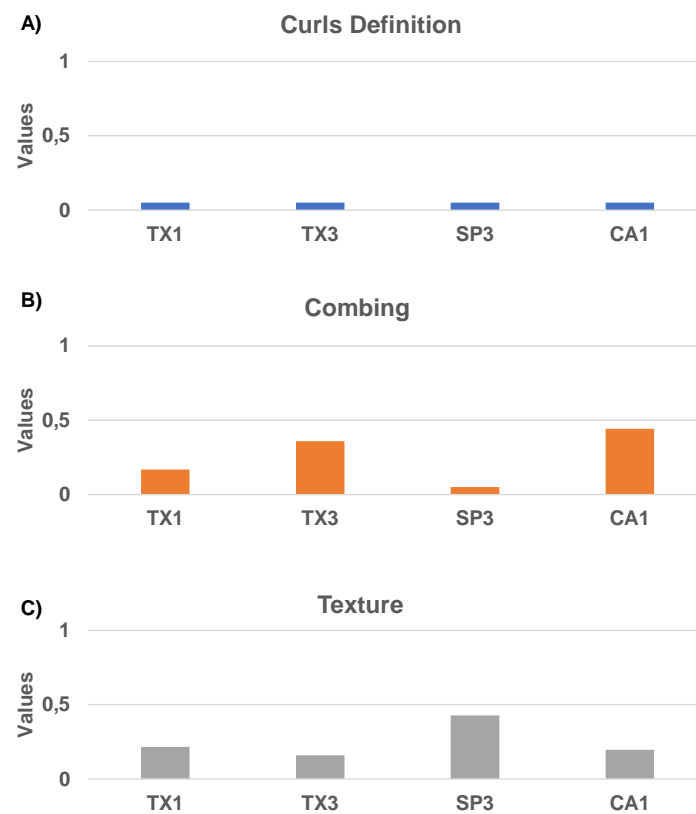 A)
Curls Definition
1
0,5
0
Values
TX1 TX3 SP3 CA1
B)
Combing
1
0,5
0
Values
TX1 TX3 SP3 CA1
C)
Texture
1
0,5
0
Values
TX1 TX3 SP3 CA1